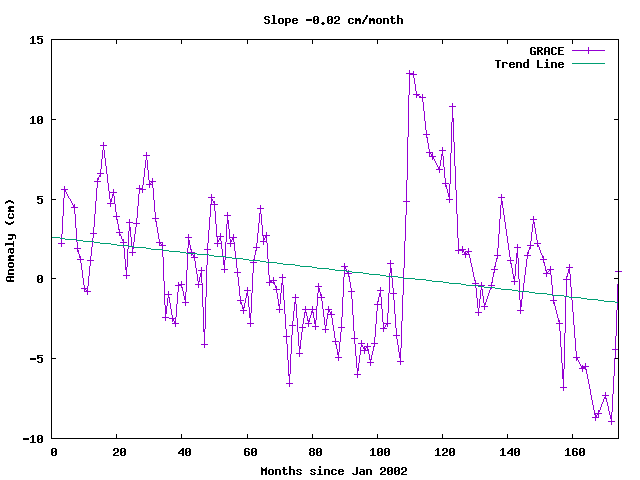 Slope -0.02 cm/month
GRACE
Trend Line
15
10
5
0
-5
-10
Anomaly (cm)
0 20 40 60 80 100 120 140 160
Months since Jan 2002